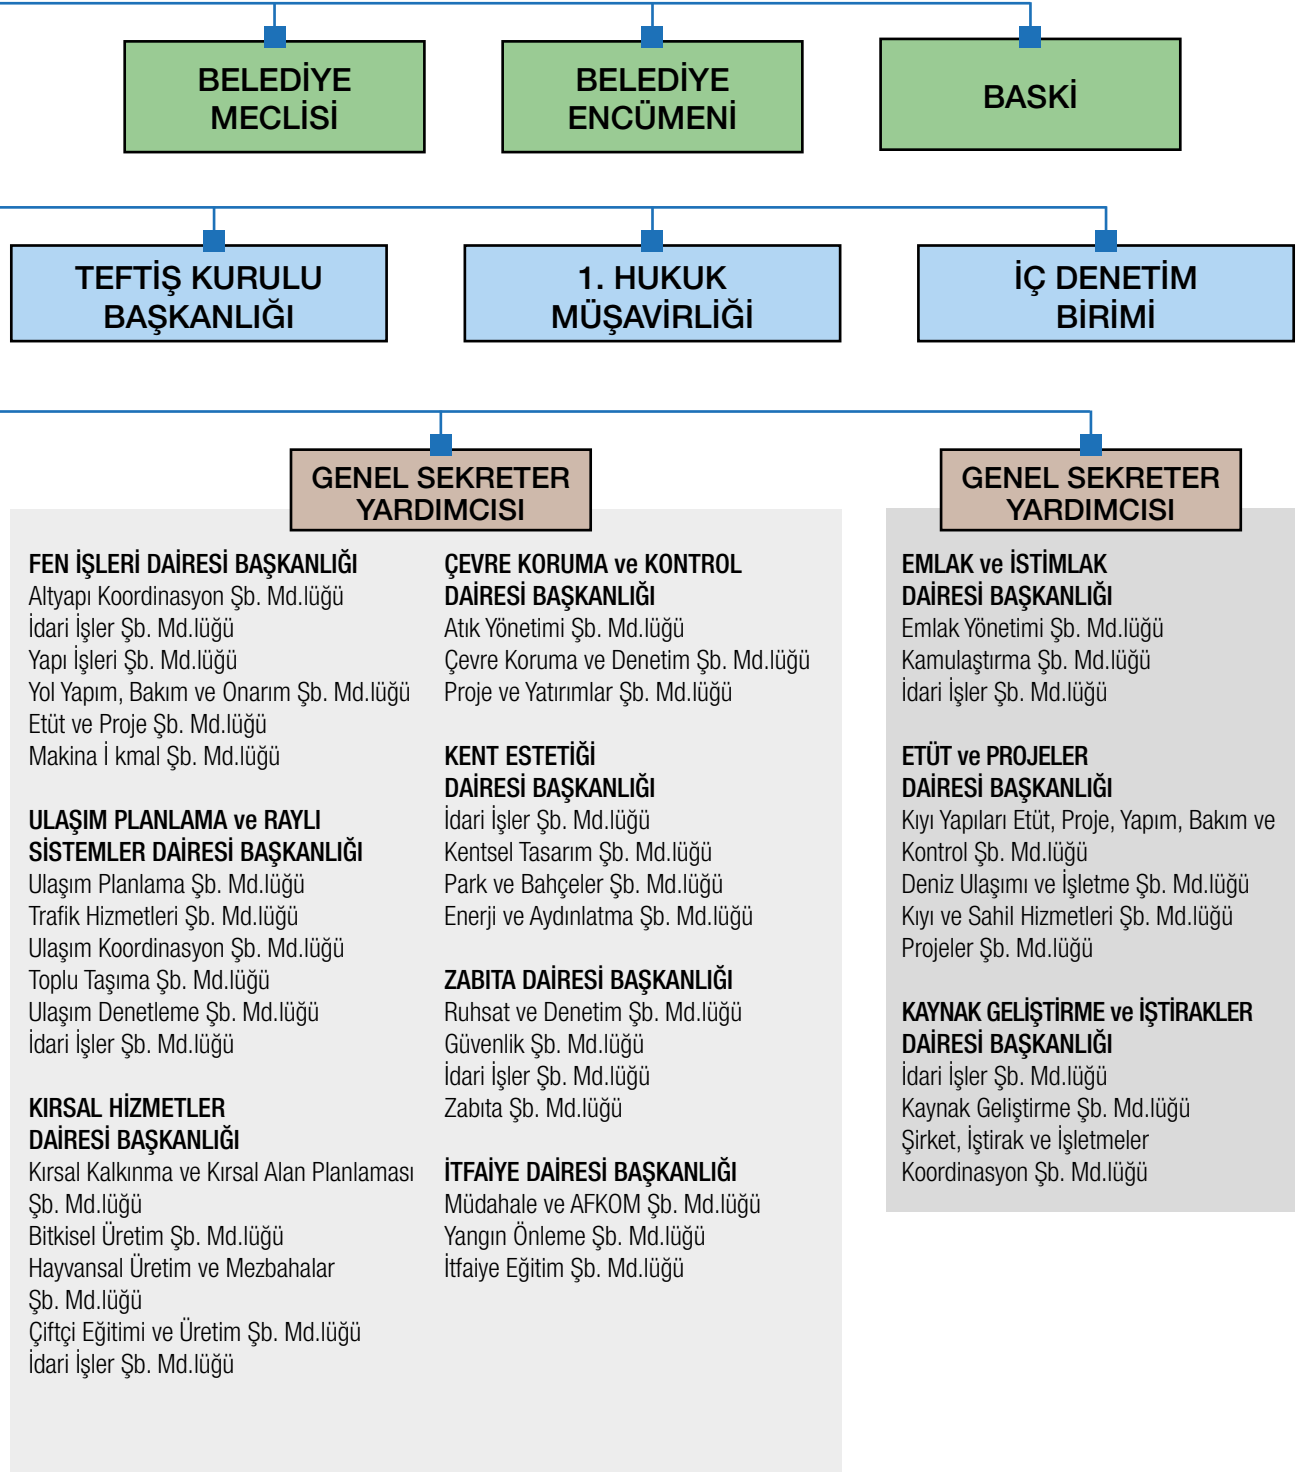 BELEDİYE
MECLİSİ
BELEDİYE
ENCÜMENİ
BASKİ
TEFTİŞ KURULU
BAŞKANLIĞI
1. HUKUK
MÜŞAVİRLİĞİ
İÇ DENETİM
BİRİMİ
GENEL SEKRETER
YARDIMCISI
FEN İŞLERİ DAİRESİ BAŞKANLIĞI
Altyapı Koordinasyon Şb. Md.lüğü
İdari İşler Şb. Md.lüğü
Yapı İşleri Şb. Md.lüğü
Yol Yapım, Bakım ve Onarım Şb. Md.lüğü
Etüt ve Proje Şb. Md.lüğü
Makina İ kmal Şb. Md.lüğü
ULAŞIM PLANLAMA ve RAYLI
SİSTEMLER DAİRESİ BAŞKANLIĞI
Ulaşım Planlama Şb. Md.lüğü
Trafik Hizmetleri Şb. Md.lüğü
Ulaşım Koordinasyon Şb. Md.lüğü
Toplu Taşıma Şb. Md.lüğü
Ulaşım Denetleme Şb. Md.lüğü
İdari İşler Şb. Md.lüğü
KIRSAL HİZMETLER
DAİRESİ BAŞKANLIĞI
Kırsal Kalkınma ve Kırsal Alan Planlaması
Şb. Md.lüğü
Bitkisel Üretim Şb. Md.lüğü
Hayvansal Üretim ve Mezbahalar
Şb. Md.lüğü
Çiftçi Eğitimi ve Üretim Şb. Md.lüğü
İdari İşler Şb. Md.lüğü
ÇEVRE KORUMA ve KONTROL
DAİRESİ BAŞKANLIĞI
Atık Yönetimi Şb. Md.lüğü
Çevre Koruma ve Denetim Şb. Md.lüğü
Proje ve Yatırımlar Şb. Md.lüğü
KENT ESTETİĞİ
DAİRESİ BAŞKANLIĞI
İdari İşler Şb. Md.lüğü
Kentsel Tasarım Şb. Md.lüğü
Park ve Bahçeler Şb. Md.lüğü
Enerji ve Aydınlatma Şb. Md.lüğü
ZABITA DAİRESİ BAŞKANLIĞI
Ruhsat ve Denetim Şb. Md.lüğü
Güvenlik Şb. Md.lüğü
İdari İşler Şb. Md.lüğü
Zabıta Şb. Md.lüğü
İTFAİYE DAİRESİ BAŞKANLIĞI
Müdahale ve AFKOM Şb. Md.lüğü
Yangın Önleme Şb. Md.lüğü
İtfaiye Eğitim Şb. Md.lüğü
GENEL SEKRETER
YARDIMCISI
EMLAK ve İSTİMLAK
DAİRESİ BAŞKANLIĞI
Emlak Yönetimi Şb. Md.lüğü
Kamulaştırma Şb. Md.lüğü
İdari İşler Şb. Md.lüğü
ETÜT ve PROJELER
DAİRESİ BAŞKANLIĞI
Kıyı Yapıları Etüt, Proje, Yapım, Bakım ve
Kontrol Şb. Md.lüğü
Deniz Ulaşımı ve İşletme Şb. Md.lüğü
Kıyı ve Sahil Hizmetleri Şb. Md.lüğü
Projeler Şb. Md.lüğü
KAYNAK GELİŞTİRME ve İŞTİRAKLER
DAİRESİ BAŞKANLIĞI
İdari İşler Şb. Md.lüğü
Kaynak Geliştirme Şb. Md.lüğü
Şirket, İştirak ve İşletmeler
Koordinasyon Şb. Md.lüğü